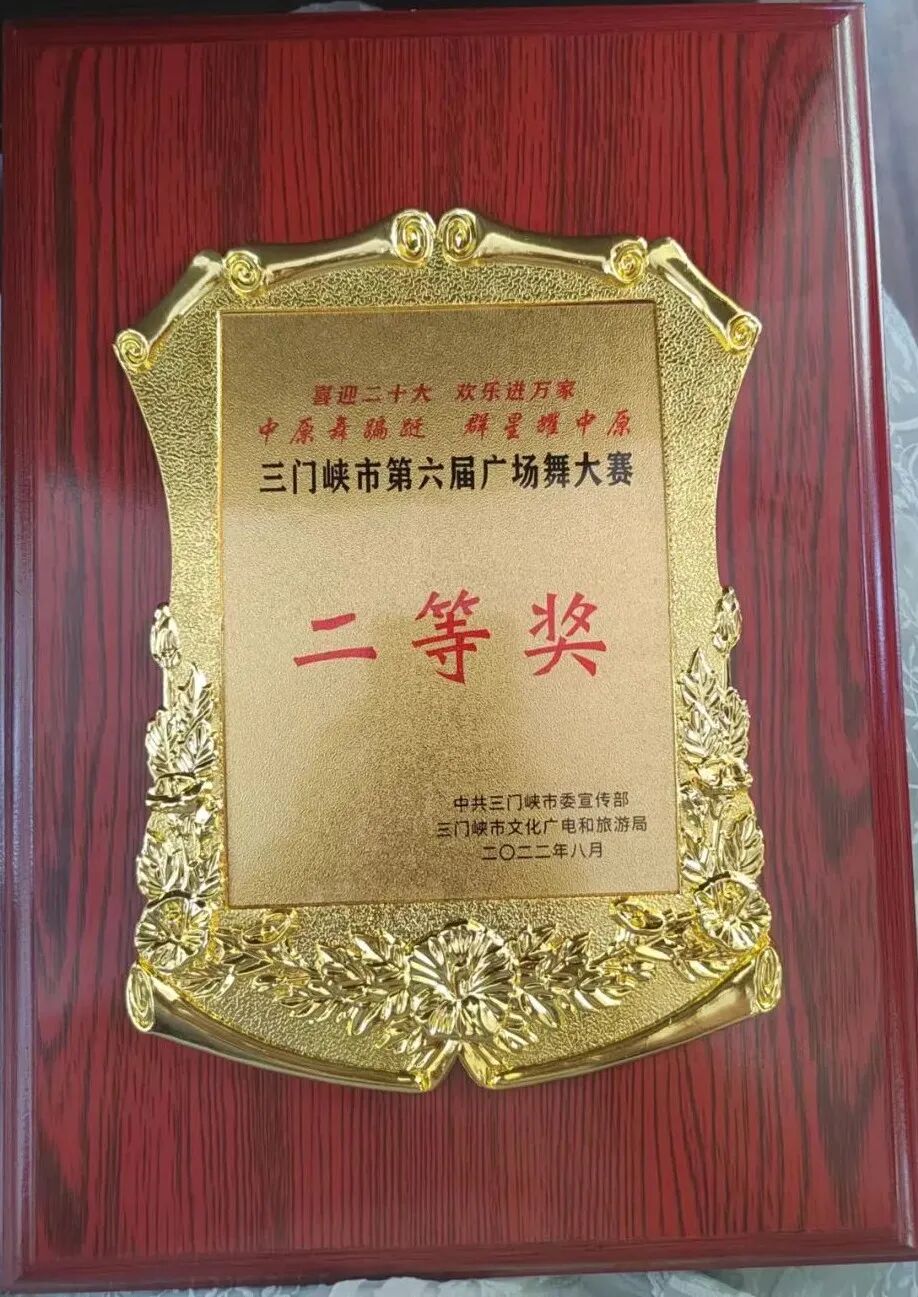 喜迎二十大 欢乐进万家
中原舞蹁跹 群星耀中原
三门峡市第六届广场舞大赛
二等奖
中共三门峡市委宣传部
三门峡市文化广电和旅游局
二〇二二年八月